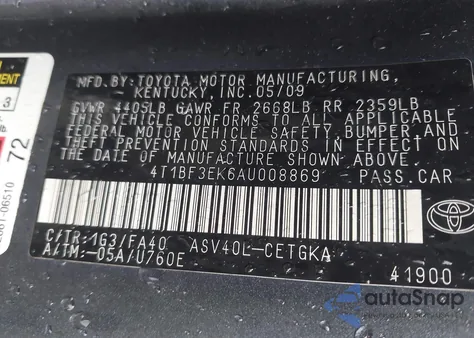 MFD. BY: TOYOTA MOTOR MANUFACTURING,
KENTUCKY, INC. 05/09
GVWR 4405LB GAWR FR 2668LB RR 2359LB
THIS VEHICLE CONFORMS TO ALL APPLICABLE
FEDERAL MOTOR VEHICLE SAFETY, BUMPER, AND
THEFT PREVENTION STANDARDS IN EFFECT ON
THE DATE OF MANUFACTURE SHOWN ABOVE.
4T1BF3EK6AU008869 PASS. CAR
C/TR: 1G3/FA40 ASV40L-CETGKA
A/TM: -05A/U760E
41900
TOYOTA
72
3
autoSnap